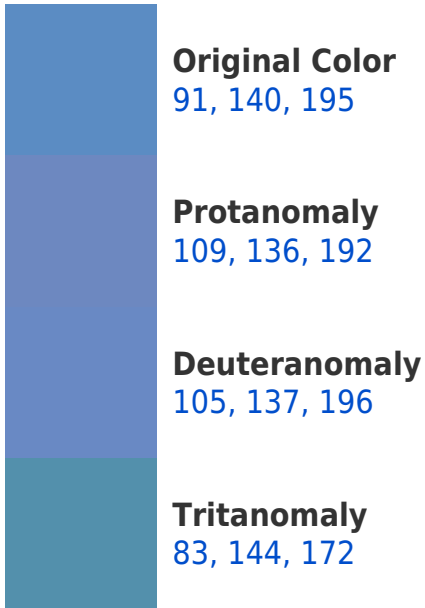 Original Color
91, 140, 195
Protanomaly
109, 136, 192
Deuteranomaly
105, 137, 196
Tritanomaly
83, 144, 172